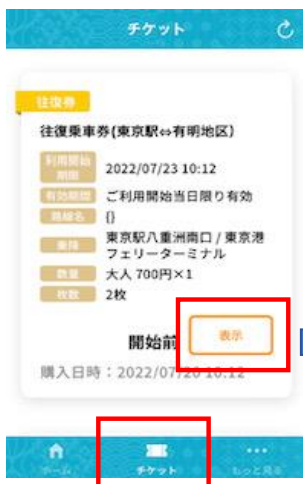 チケット
往復券
往復乗車券(東京駅⇔有明地区)
利用開始
期限
2022/07/23 10:12
有効期間 ご利用開始当日限り有効
路線名 {}
乗降 東京駅八重洲南口 / 東京港
フェリーターミナル
数量 大人 700円×1
枚数 2枚
開始前
表示
購入日時:2022/07/20 10:12
ホーム
チケット
もっと見る